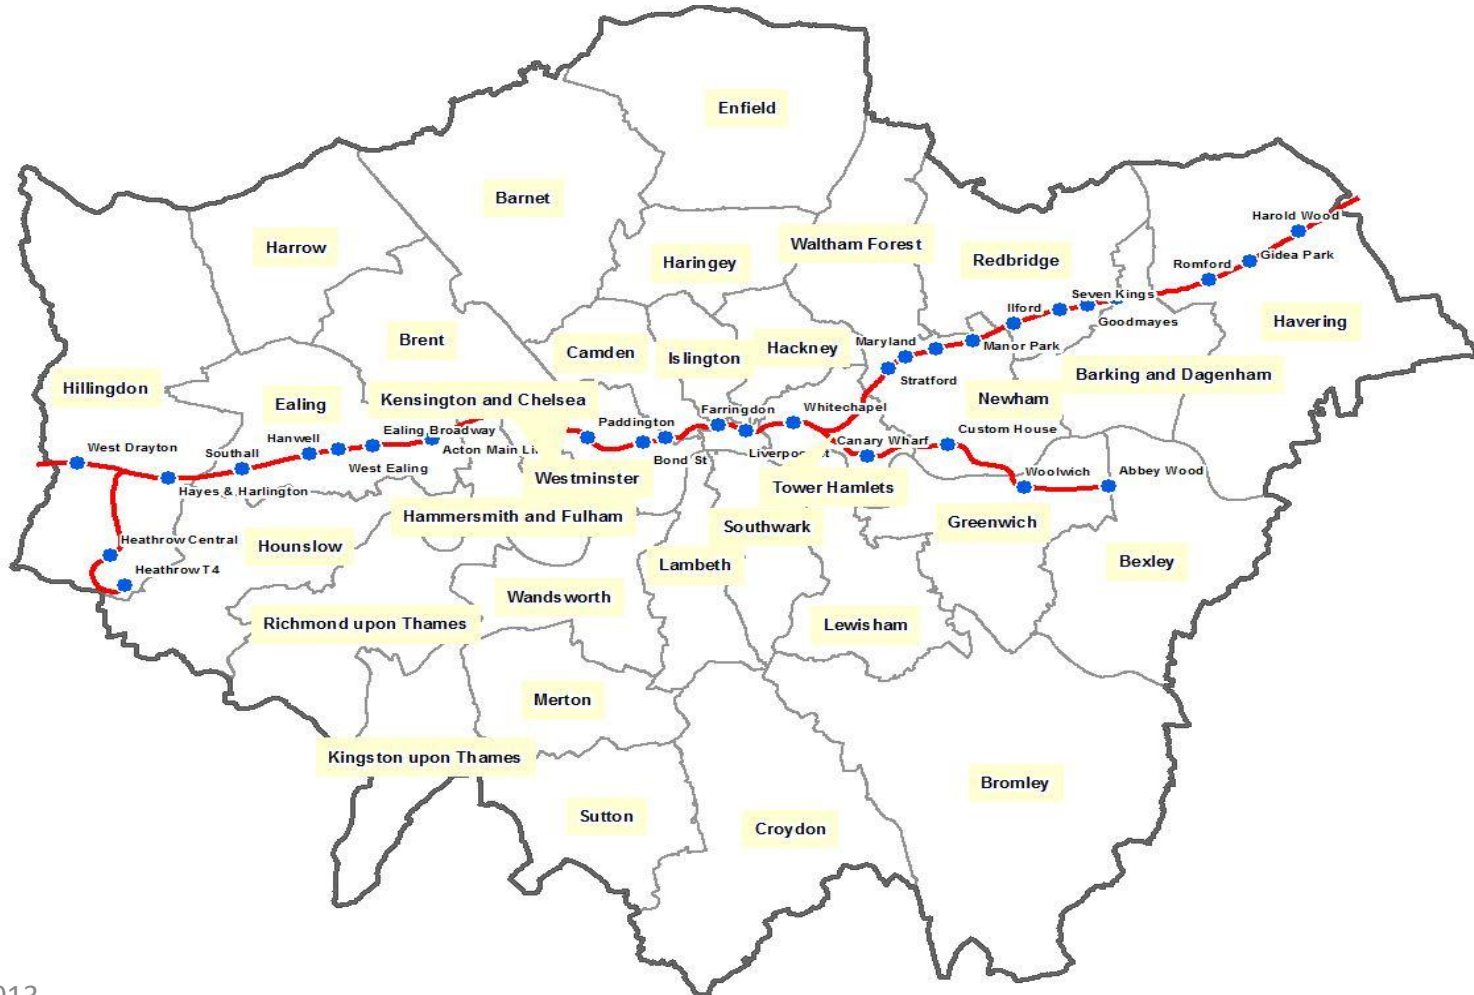 Enfield
Barnet
Harold Wood
Harrow
Waltham Forest
Gidea Park
Haringey
Redbridge
Romford
Seven Kings
Ilford
Goodmayes
Havering
Brent
Maryland
Manor Park
Camden
Islington
Hackney
Barking and Dagenham
Stratford
Hillingdon
Newham
Kensington and Chelsea
Ealing
Farringdon
Whitechapel
Paddington
Custom House
Hanwell
Ealing Broadway
Canary Wharf
West Drayton
Acton Main Li
Southall
Bond St
Liverpool St
West Ealing
Woolwich
Abbey Wood
Westminster
Tower Hamlets
Hayes & Harlington
Hammersmith and Fulham
Southwark
Greenwich
Heathrow Central
Hounslow
Heathrow T4
Lambeth
Bexley
Wandsworth
Richmond upon Thames
Lewisham
Merton
Kingston upon Thames
Bromley
Sutton
Croydon